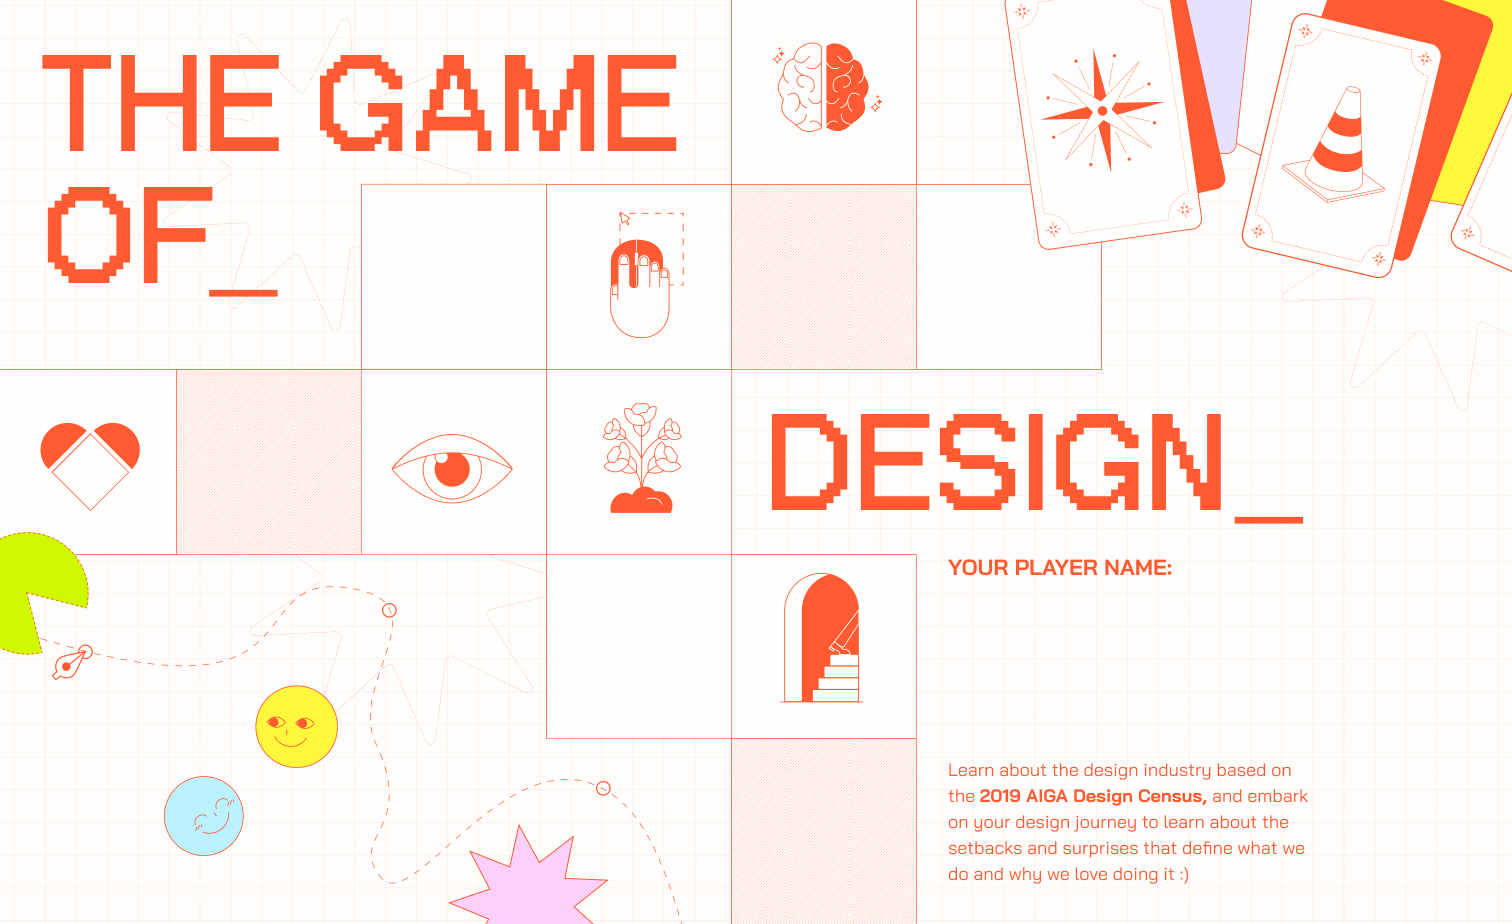 THE GAME
OF_
DESIGN_
YOUR PLAYER NAME:
Learn about the design industry based on
the 2019 AIGA Design Census, and embark
on your design journey to learn about the
setbacks and surprises that define what we
do and why we love doing it :)